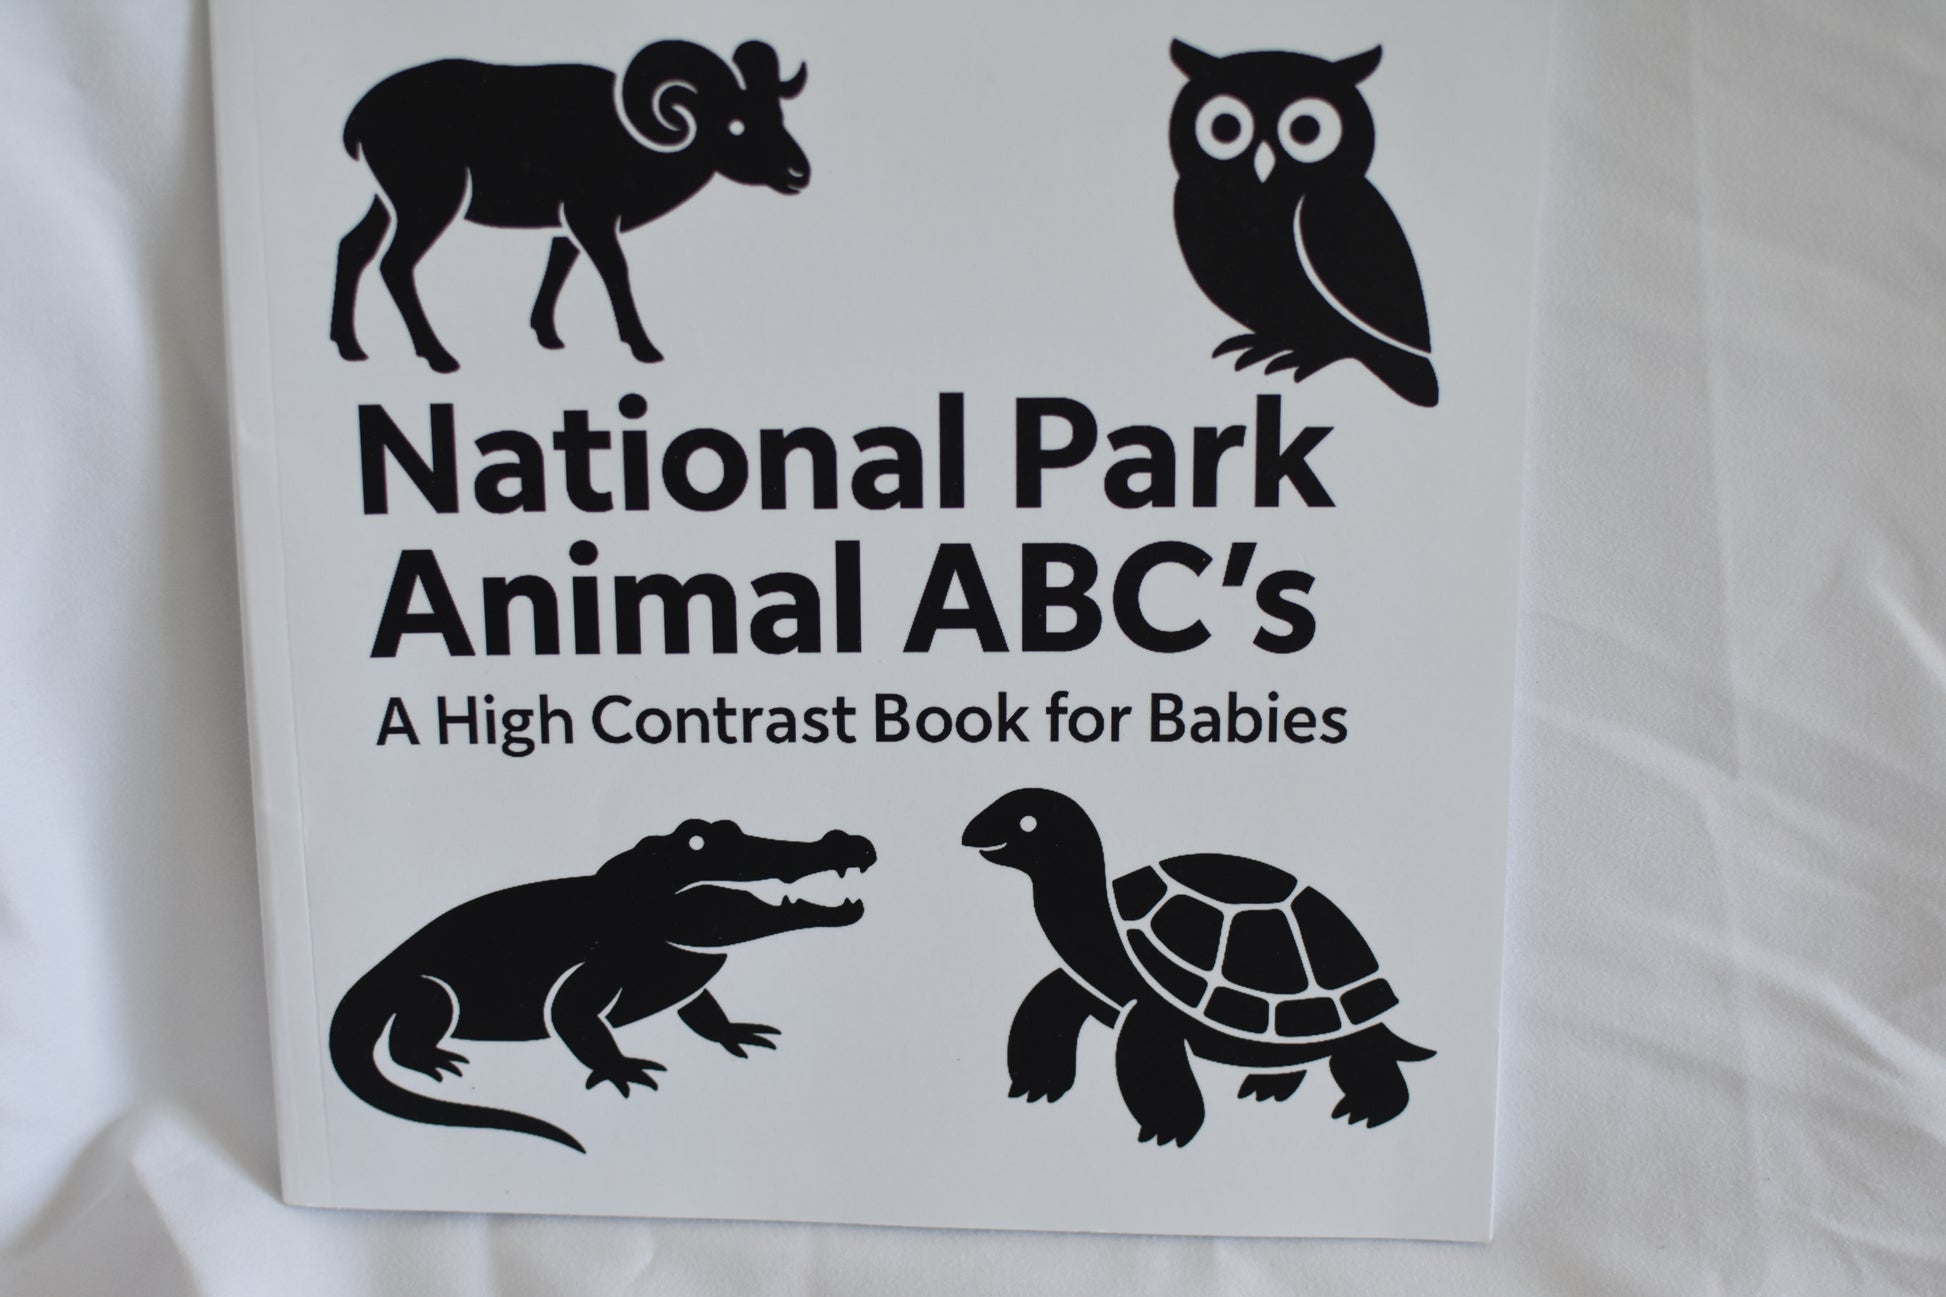 National Park
Animal ABC’s
A High Contrast Book for Babies